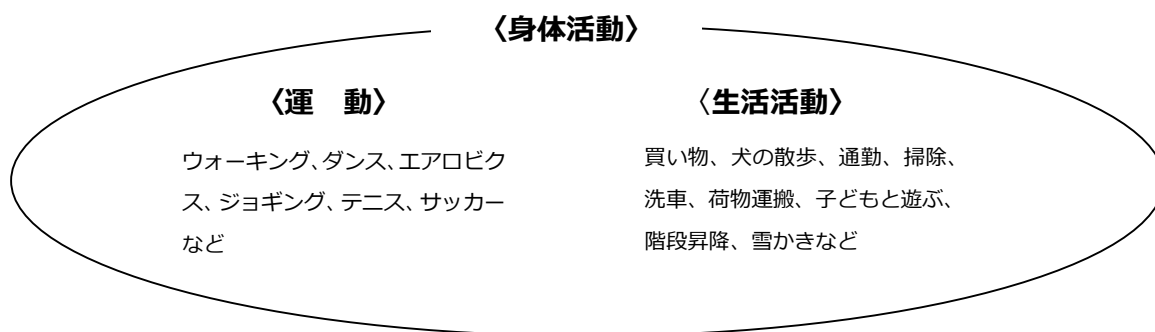 〈身体活動〉
〈運　動〉
ウォーキング、ダンス、エアロビク
ス、ジョギング、テニス、サッカー
など
〈生活活動〉
買い物、犬の散歩、通勤、掃除、
洗車、荷物運搬、子どもと遊ぶ、
階段昇降、雪かきなど